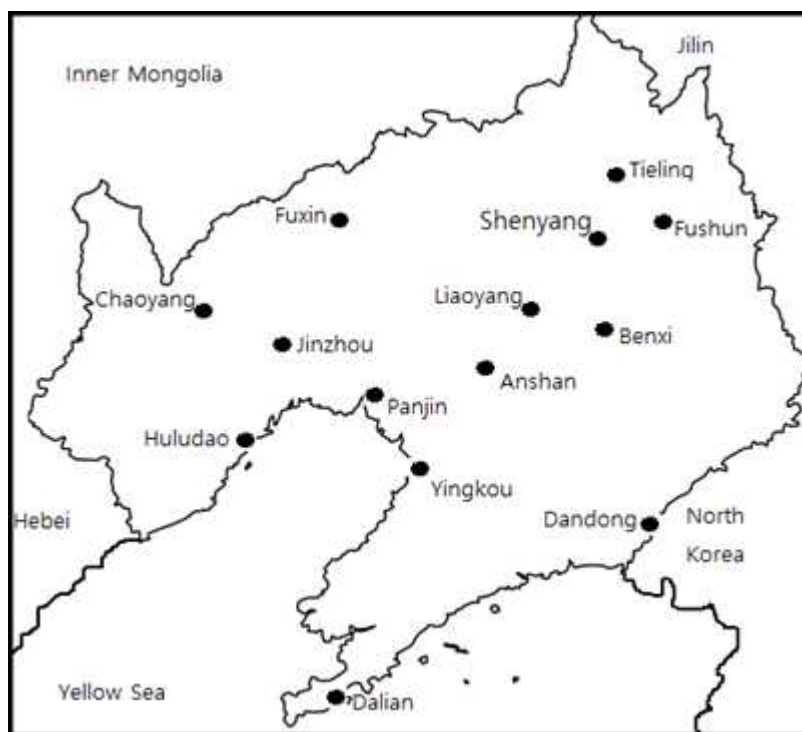 Jilin
Inner Mongolia
Tieling
Fuxin
Shenyang
Fushun
Chaoyang
Liaoyang
Benxi
Jinzhou
Anshan
Panjin
Huludao
Yingkou
Hebei
Dandong
North
Korea
Yellow Sea
Dalian